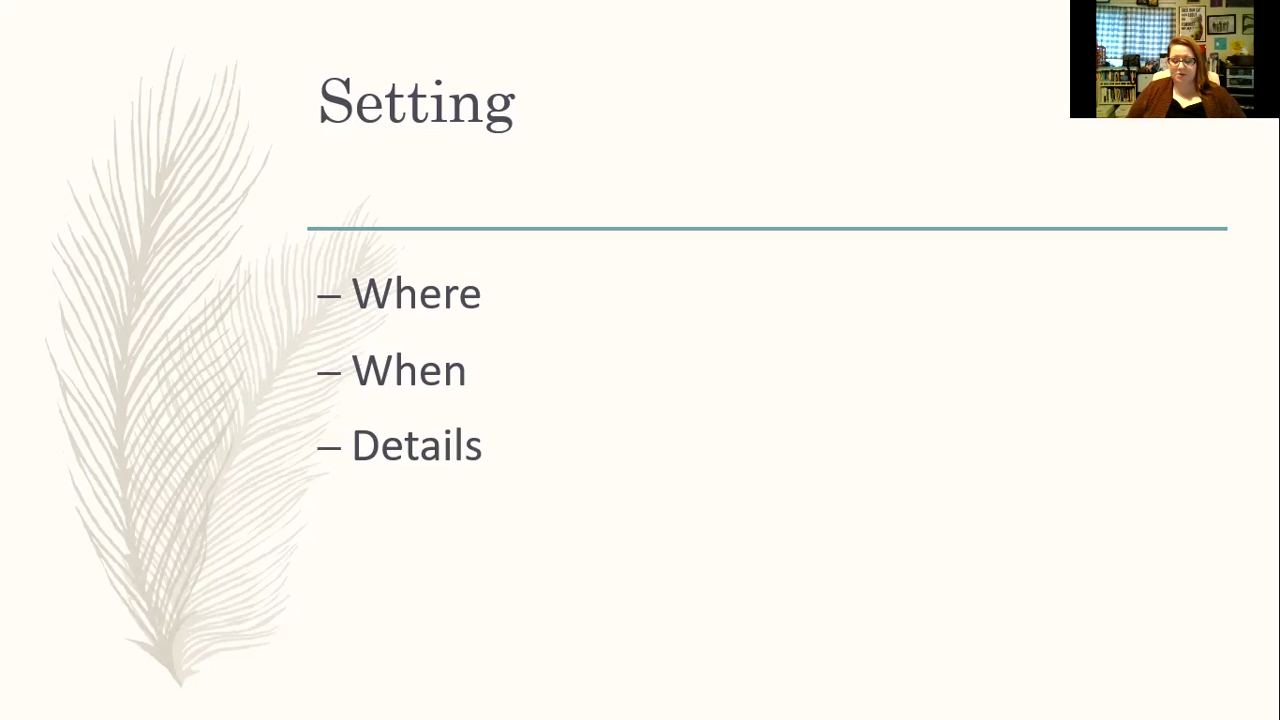 Setting
– Where
– When
– Details